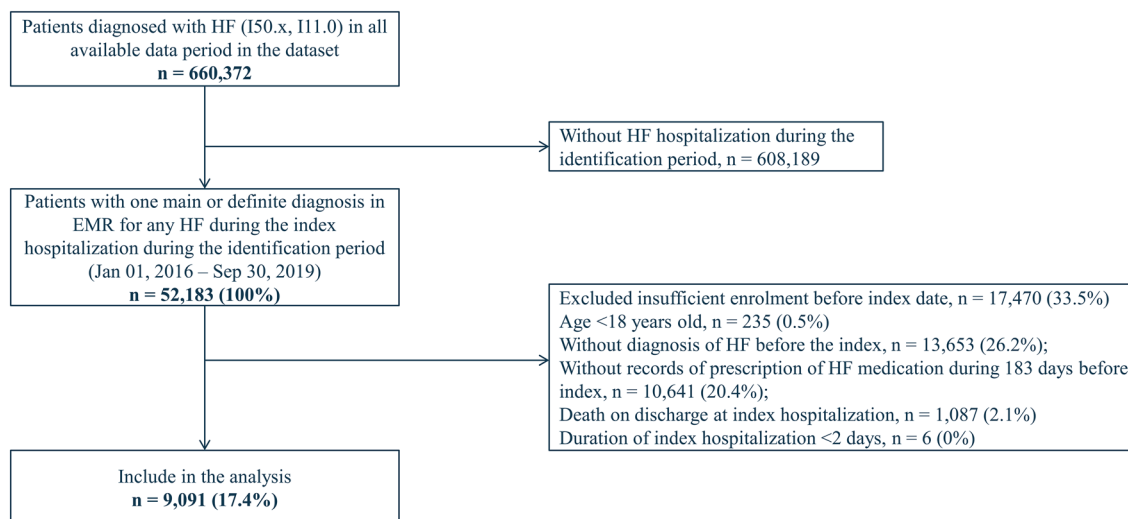 Patients diagnosed with HF (I50.x, I11.0) in all
available data period in the dataset
n = 660,372
Without HF hospitalization during the
identification period, n = 608,189
Patients with one main or definite diagnosis in
EMR for any HF during the index
hospitalization during the identification period
(Jan 01, 2016 – Sep 30, 2019)
n = 52,183 (100%)
Excluded insufficient enrolment before index date, n = 17,470 (33.5%)
Age <18 years old, n = 235 (0.5%)
Without diagnosis of HF before the index, n = 13,653 (26.2%);
Without records of prescription of HF medication during 183 days before
index, n = 10,641 (20.4%);
Death on discharge at index hospitalization, n = 1,087 (2.1%)
Duration of index hospitalization <2 days, n = 6 (0%)
Include in the analysis
n = 9,091 (17.4%)